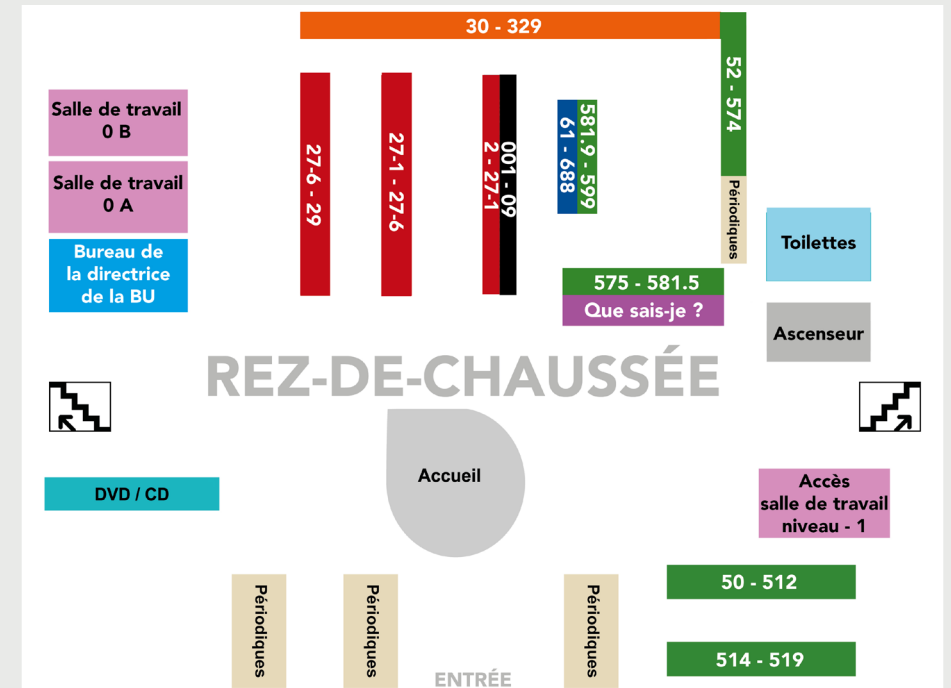 30 - 329
52 - 574
Périodiques
Salle de travail
0 B
Salle de travail
0 A
Bureau de
la directrice
de la BU
27-6 - 29
27-1 - 27-6
2 - 27-1
001 - 09
61 - 688
581.9 - 599
575 - 581.5
Que sais-je ?
Toilettes
Ascenseur
REZ-DE-CHAUSSÉE
Accueil
DVD / CD
Accès
salle de travail
niveau - 1
Périodiques
Périodiques
Périodiques
50 - 512
514 - 519
ENTRÉE